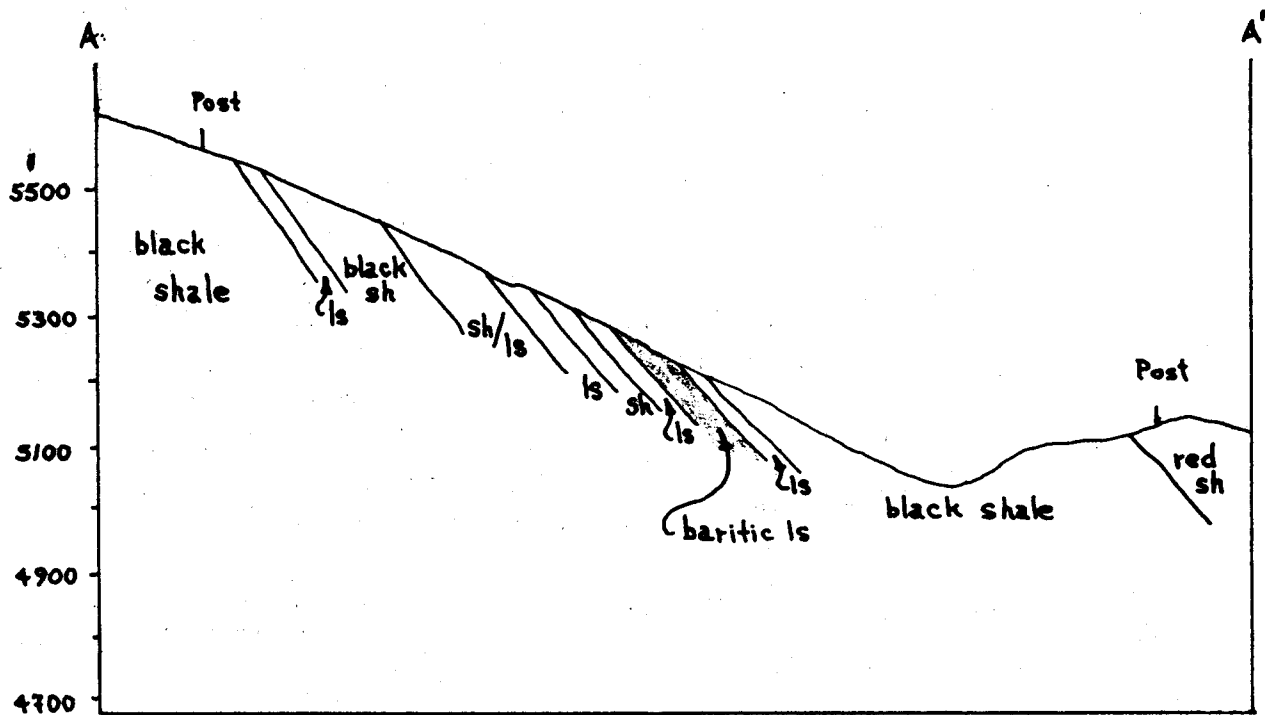 A
A'
Post
5500
black
shale
ls
black
sh
5300
sh/ls
ls
sh
ls
Post
5100
ls
red
sh
black shale
baritic ls
4900
4700